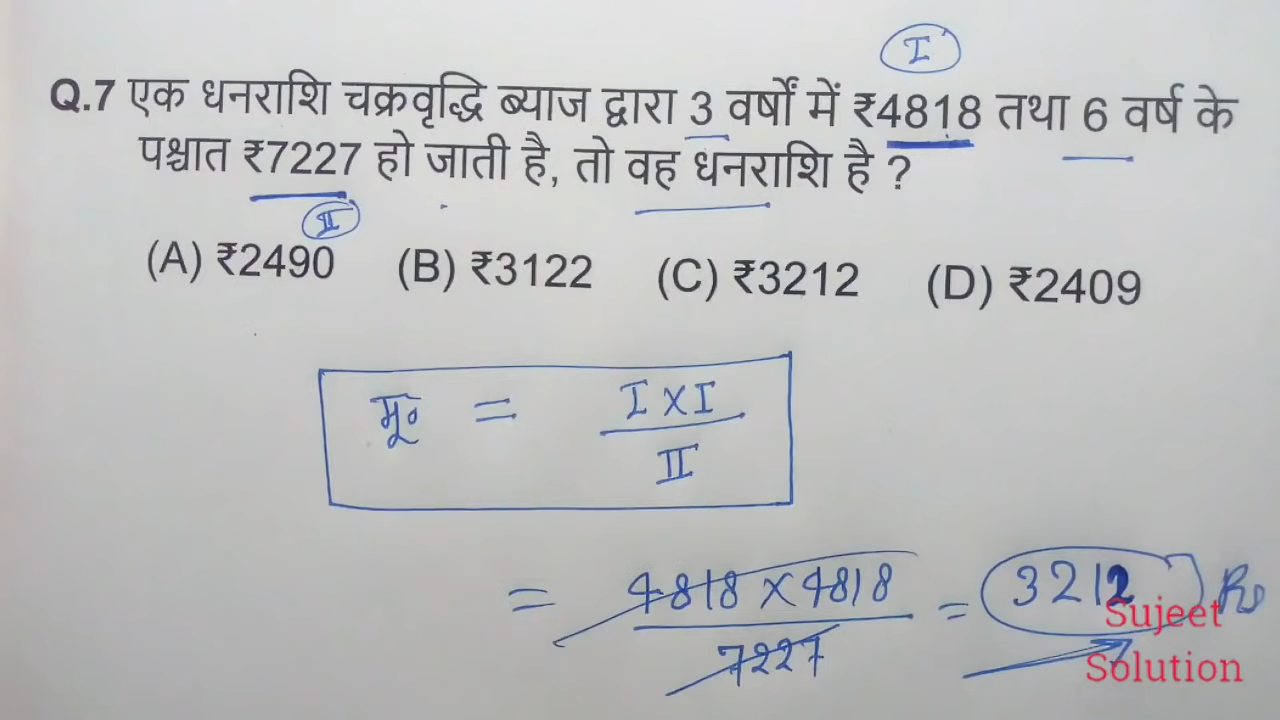 I
Q.7 एक धनराशि चक्रवृद्धि ब्याज द्वारा 3 वर्षों में ₹4818 तथा 6 वर्ष के
पश्चात ₹7227 हो जाती है, तो वह धनराशि है ?
II
(A) ₹2490 (B) ₹3122 (C) ₹3212 (D) ₹2409
मू० = I X I
II
= 4818 X 4818 = 3212 Rs
7227
Sujeet
Solution